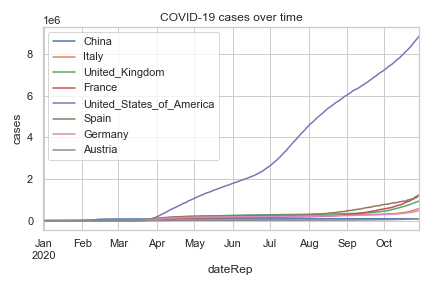 COVID-19 cases over time
1e6
8
6
4
2
0
cases
China
Italy
United_Kingdom
France
United_States_of_America
Spain
Germany
Austria
Jan Feb Mar Apr May Jun Jul Aug Sep Oct
2020
dateRep